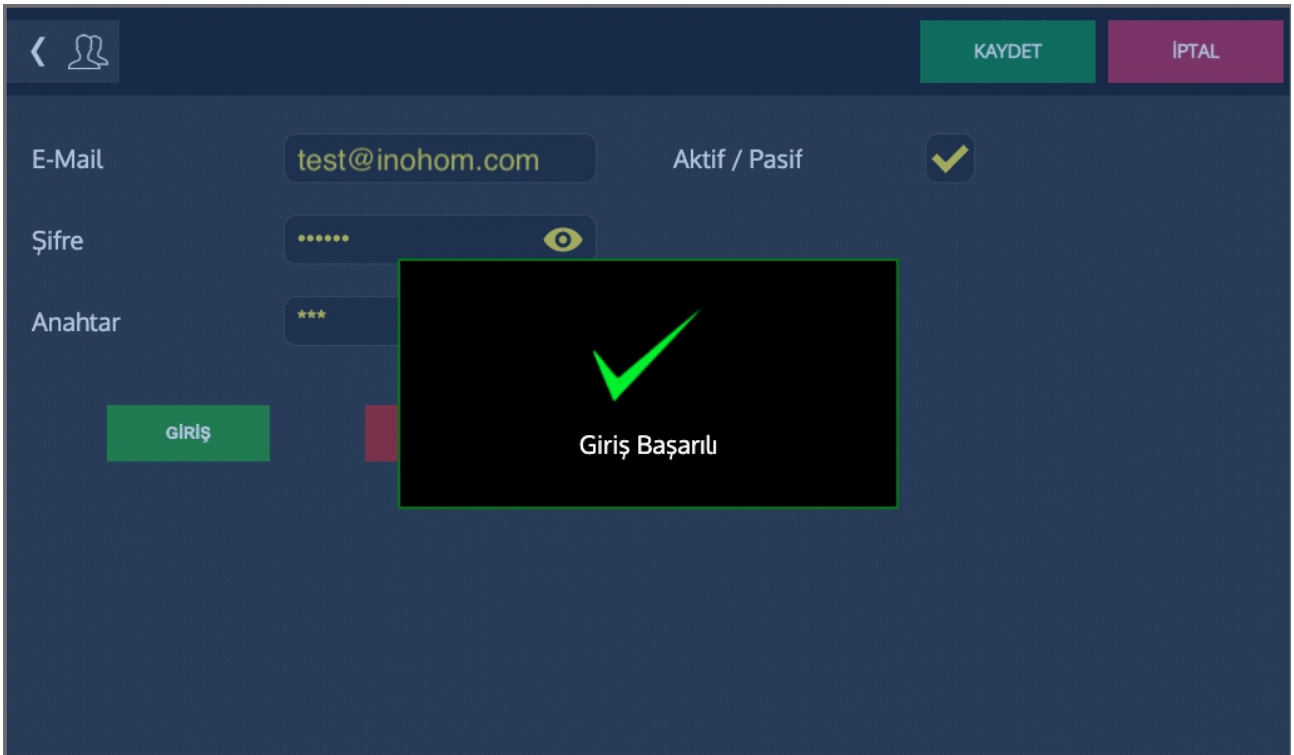 KAYDET
İPTAL
E-Mail
test@inohom.com
Aktif / Pasif
Şifre
••••••
Anahtar
***
GİRİŞ
Giriş Başarılı